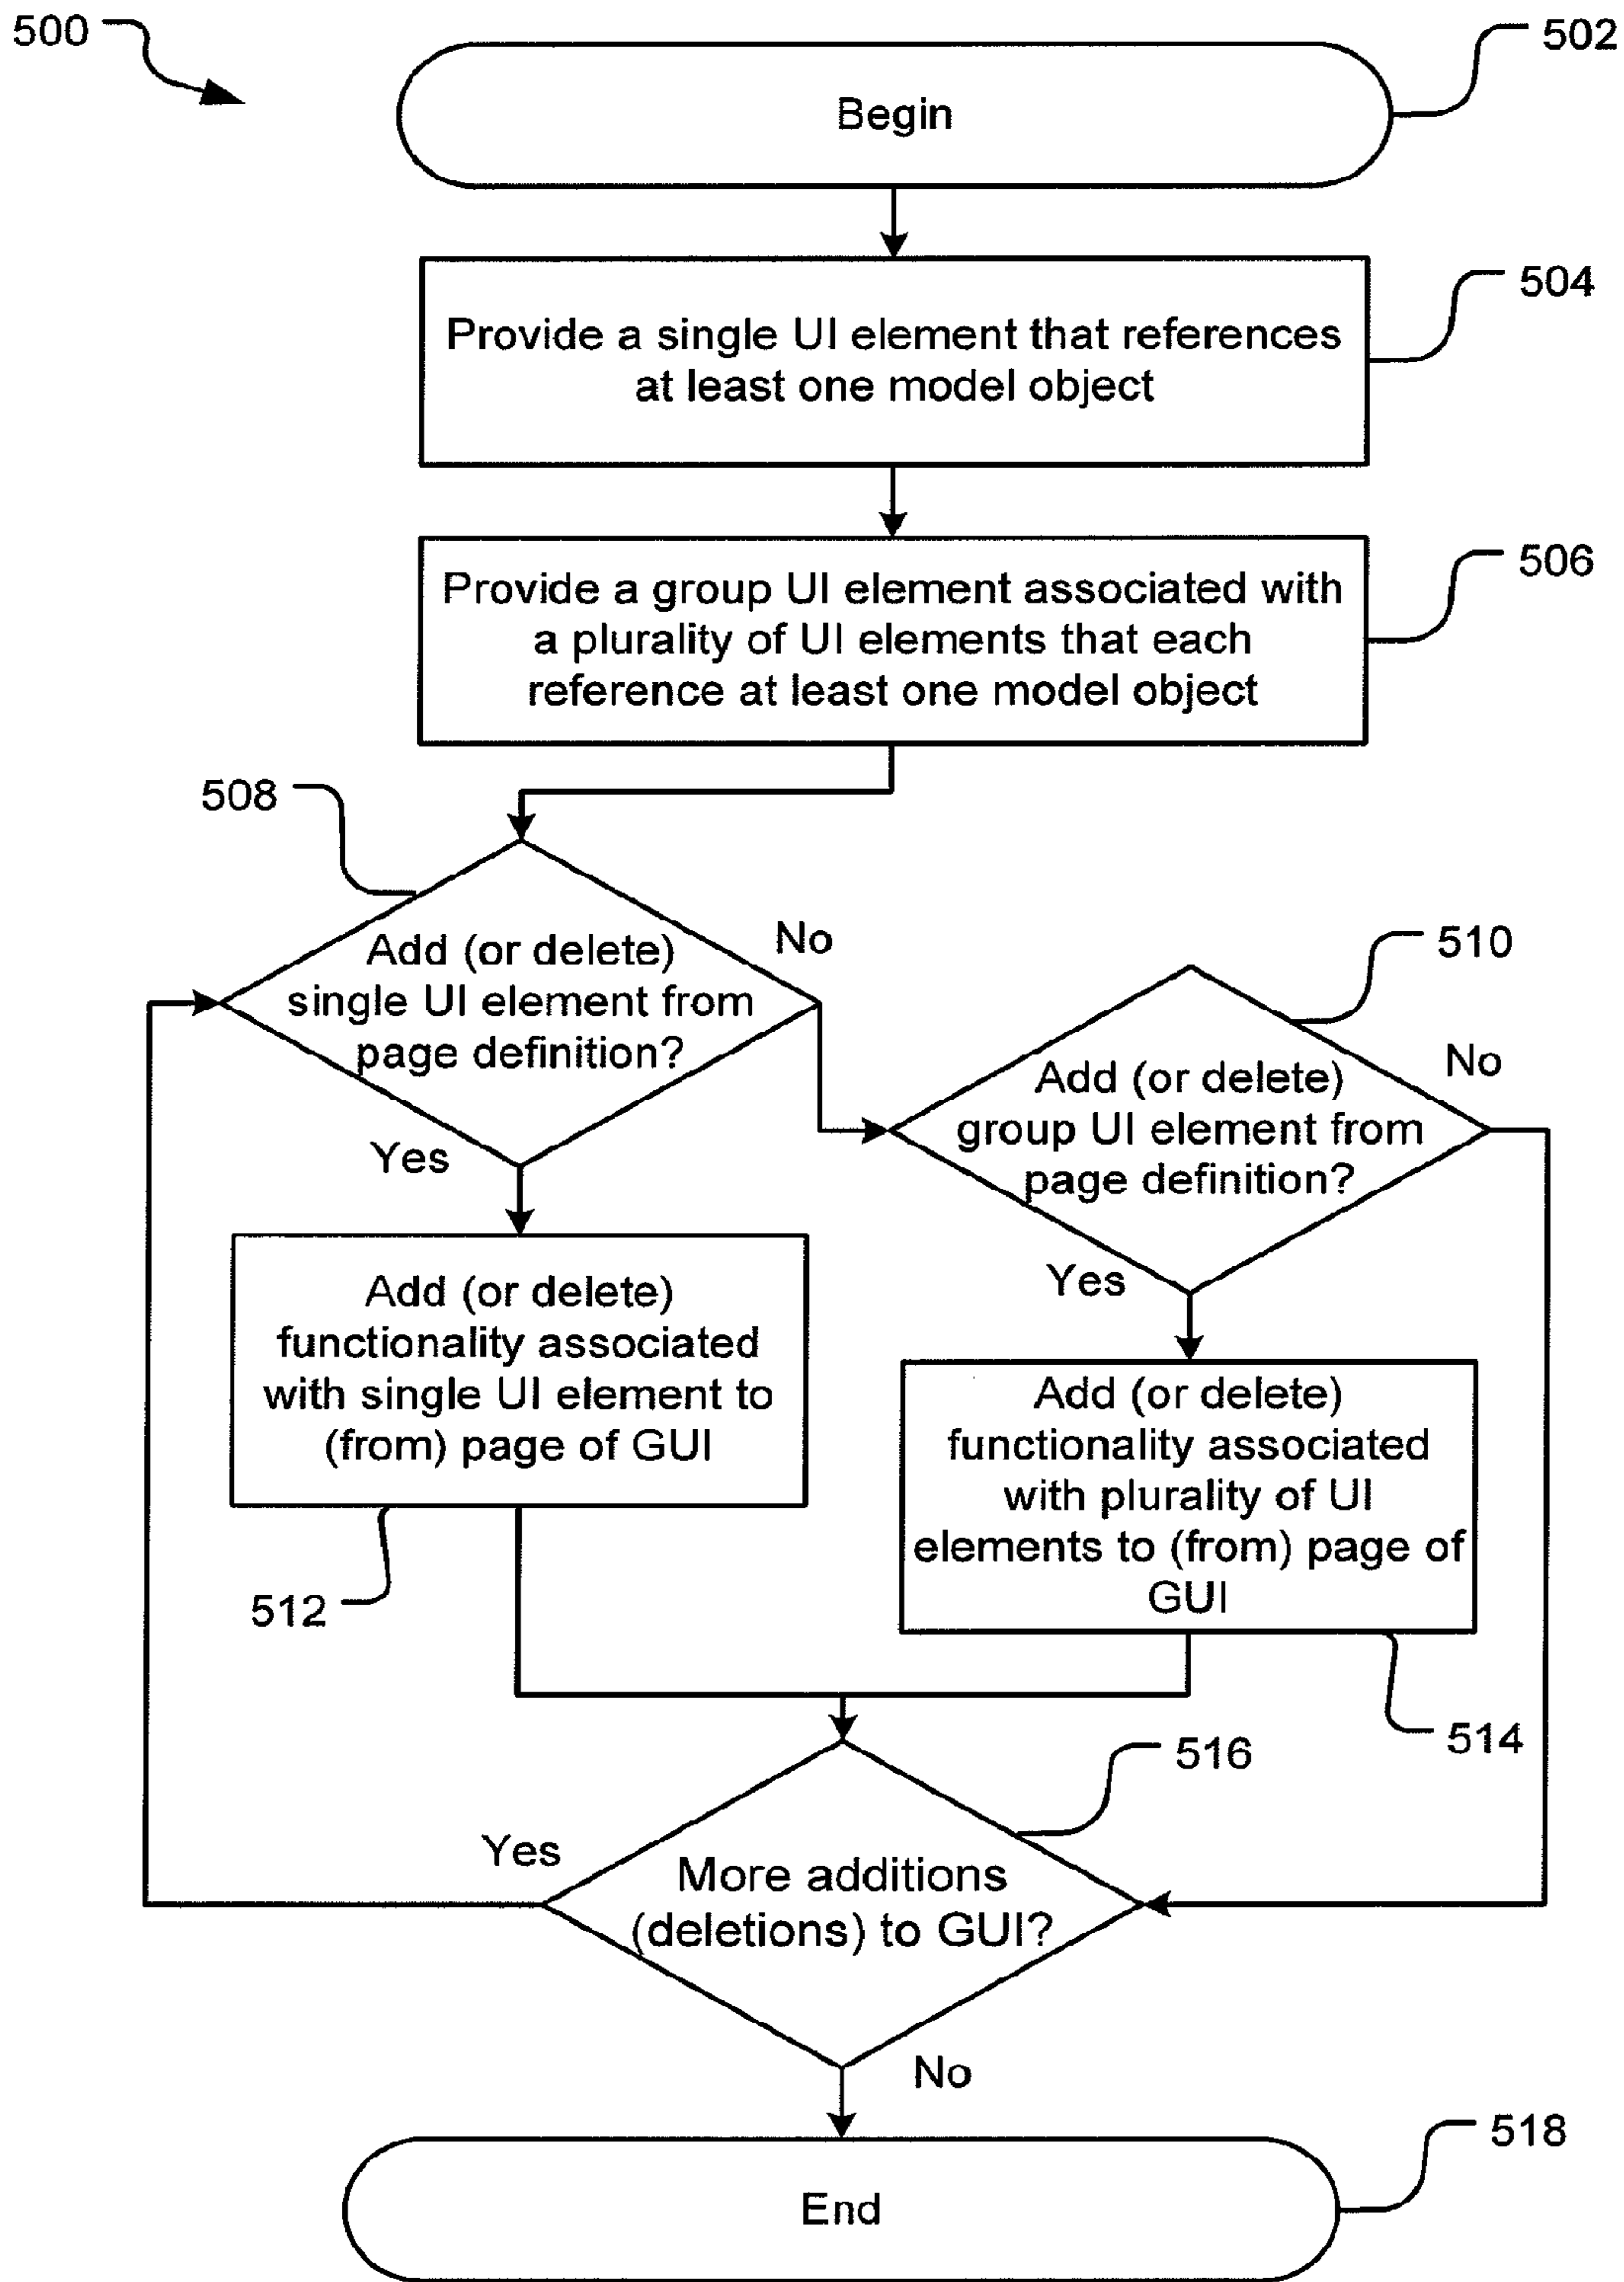 500
502
Begin
504
Provide a single UI element that references
at least one model object
506
Provide a group UI element associated with
a plurality of UI elements that each
reference at least one model object
508
Add (or delete)
single UI element from
page definition?
No
510
Add (or delete)
group UI element from
page definition?
No
Yes
Yes
Add (or delete)
functionality associated
with single UI element to
(from) page of GUI
512
Add (or delete)
functionality associated
with plurality of UI
elements to (from) page of
GUI
514
516
Yes
More additions
(deletions) to GUI?
No
518
End